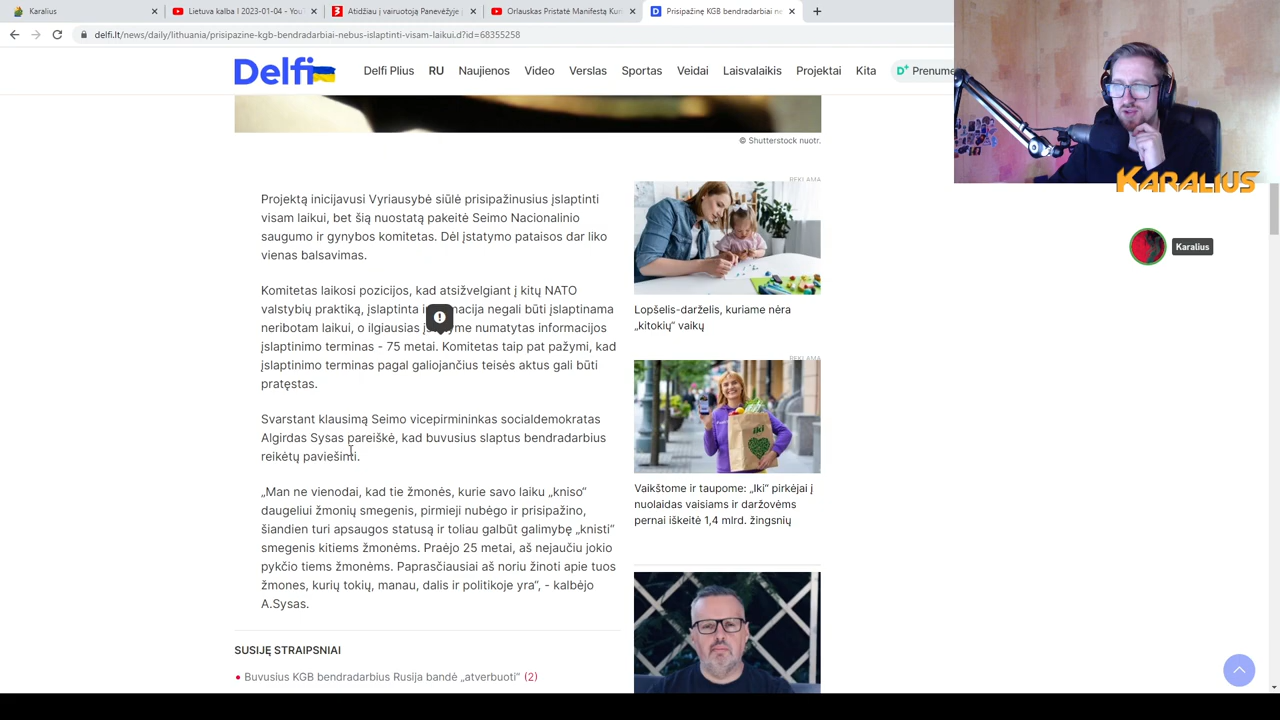 Karalius
Lietuva kalba I 2023-01-04 - You
Atidžiau į vairuotoją Panevėžyje
Orlauskas Pristatė Manifestą Kur
Prisipažinę KGB bendradarbiai ne
delfi.lt/news/daily/lithuania/prisipazine-kgb-bendradarbiai-nebus-islaptinti-visam-laikui.d?id=68355258
Delfi
Delfi Plius RU Naujienos Video Verslas Sportas Veidai Laisvalaikis Projektai Kita D+ Prenume
© Shutterstock nuotr.
Projektą inicijavusi Vyriausybė siūlė prisipažinusius įslaptinti
visam laikui, bet šią nuostatą pakeitė Seimo Nacionalinio
saugumo ir gynybos komitetas. Dėl įstatymo pataisos dar liko
vienas balsavimas.
Komitetas laikosi pozicijos, kad atsižvelgiant į kitų NATO
valstybių praktiką, įslaptinta negali būti įslaptinama
neribotam laikui, o ilgiausias numatytas informacijos
įslaptinimo terminas - 75 metai. Komitetas taip pat pažymi, kad
įslaptinimo terminas pagal galiojančius teisės aktus gali būti
pratęstas.
Svarstant klausimą Seimo vicepirmininkas socialdemokratas
Algirdas Sysas pareiškė, kad buvusius slaptus bendradarbius
reikėtų paviešinti.
„Man ne vienodai, kad tie žmonės, kurie savo laiku „kniso“
daugeliui žmonių smegenis, pirmieji nubėgo ir prisipažino,
šiandien turi apsaugos statusą ir toliau galbūt galimybę „knisti“
smegenis kitiems žmonėms. Praėjo 25 metai, aš nejaučiu jokio
pykčio tiems žmonėms. Paprasčiausiai aš noriu žinoti apie tuos
žmones, kurių tokių, manau, dalis ir politikoje yra“, - kalbėjo
A.Sysas.
SUSIJĘ STRAIPSNIAI
Buvusius KGB bendradarbius Rusija bandė „atverbuoti“ (2)
REKLAMA
Lopšelis-darželis, kuriame nėra
„kitokių“ vaikų
REKLAMA
iki
Vaikštome ir taupome: „Iki“ pirkėjai į
nuolaidas vaisiams ir daržovėms
pernai iškeitė 1,4 mlrd. žingsnių
KARALIUS
Karalius